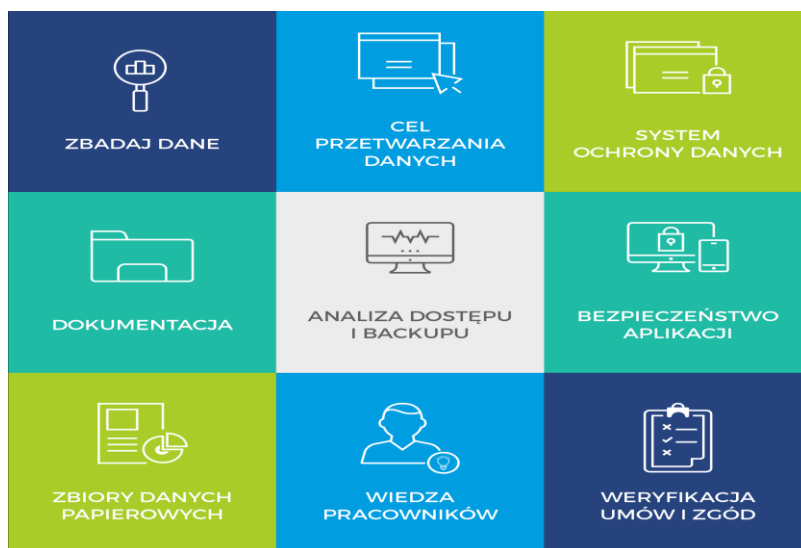 ZBADAJ DANE
CEL
PRZETWARZANIA
DANYCH
SYSTEM
OCHRONY DANYCH
DOKUMENTACJA
ANALIZA DOSTĘPU
I BACKUPU
BEZPIECZEŃSTWO
APLIKACJI
ZBIORY DANYCH
PAPIEROWYCH
WIEDZA
PRACOWNIKÓW
WERYFIKACJA
UMÓW I ZGÓD